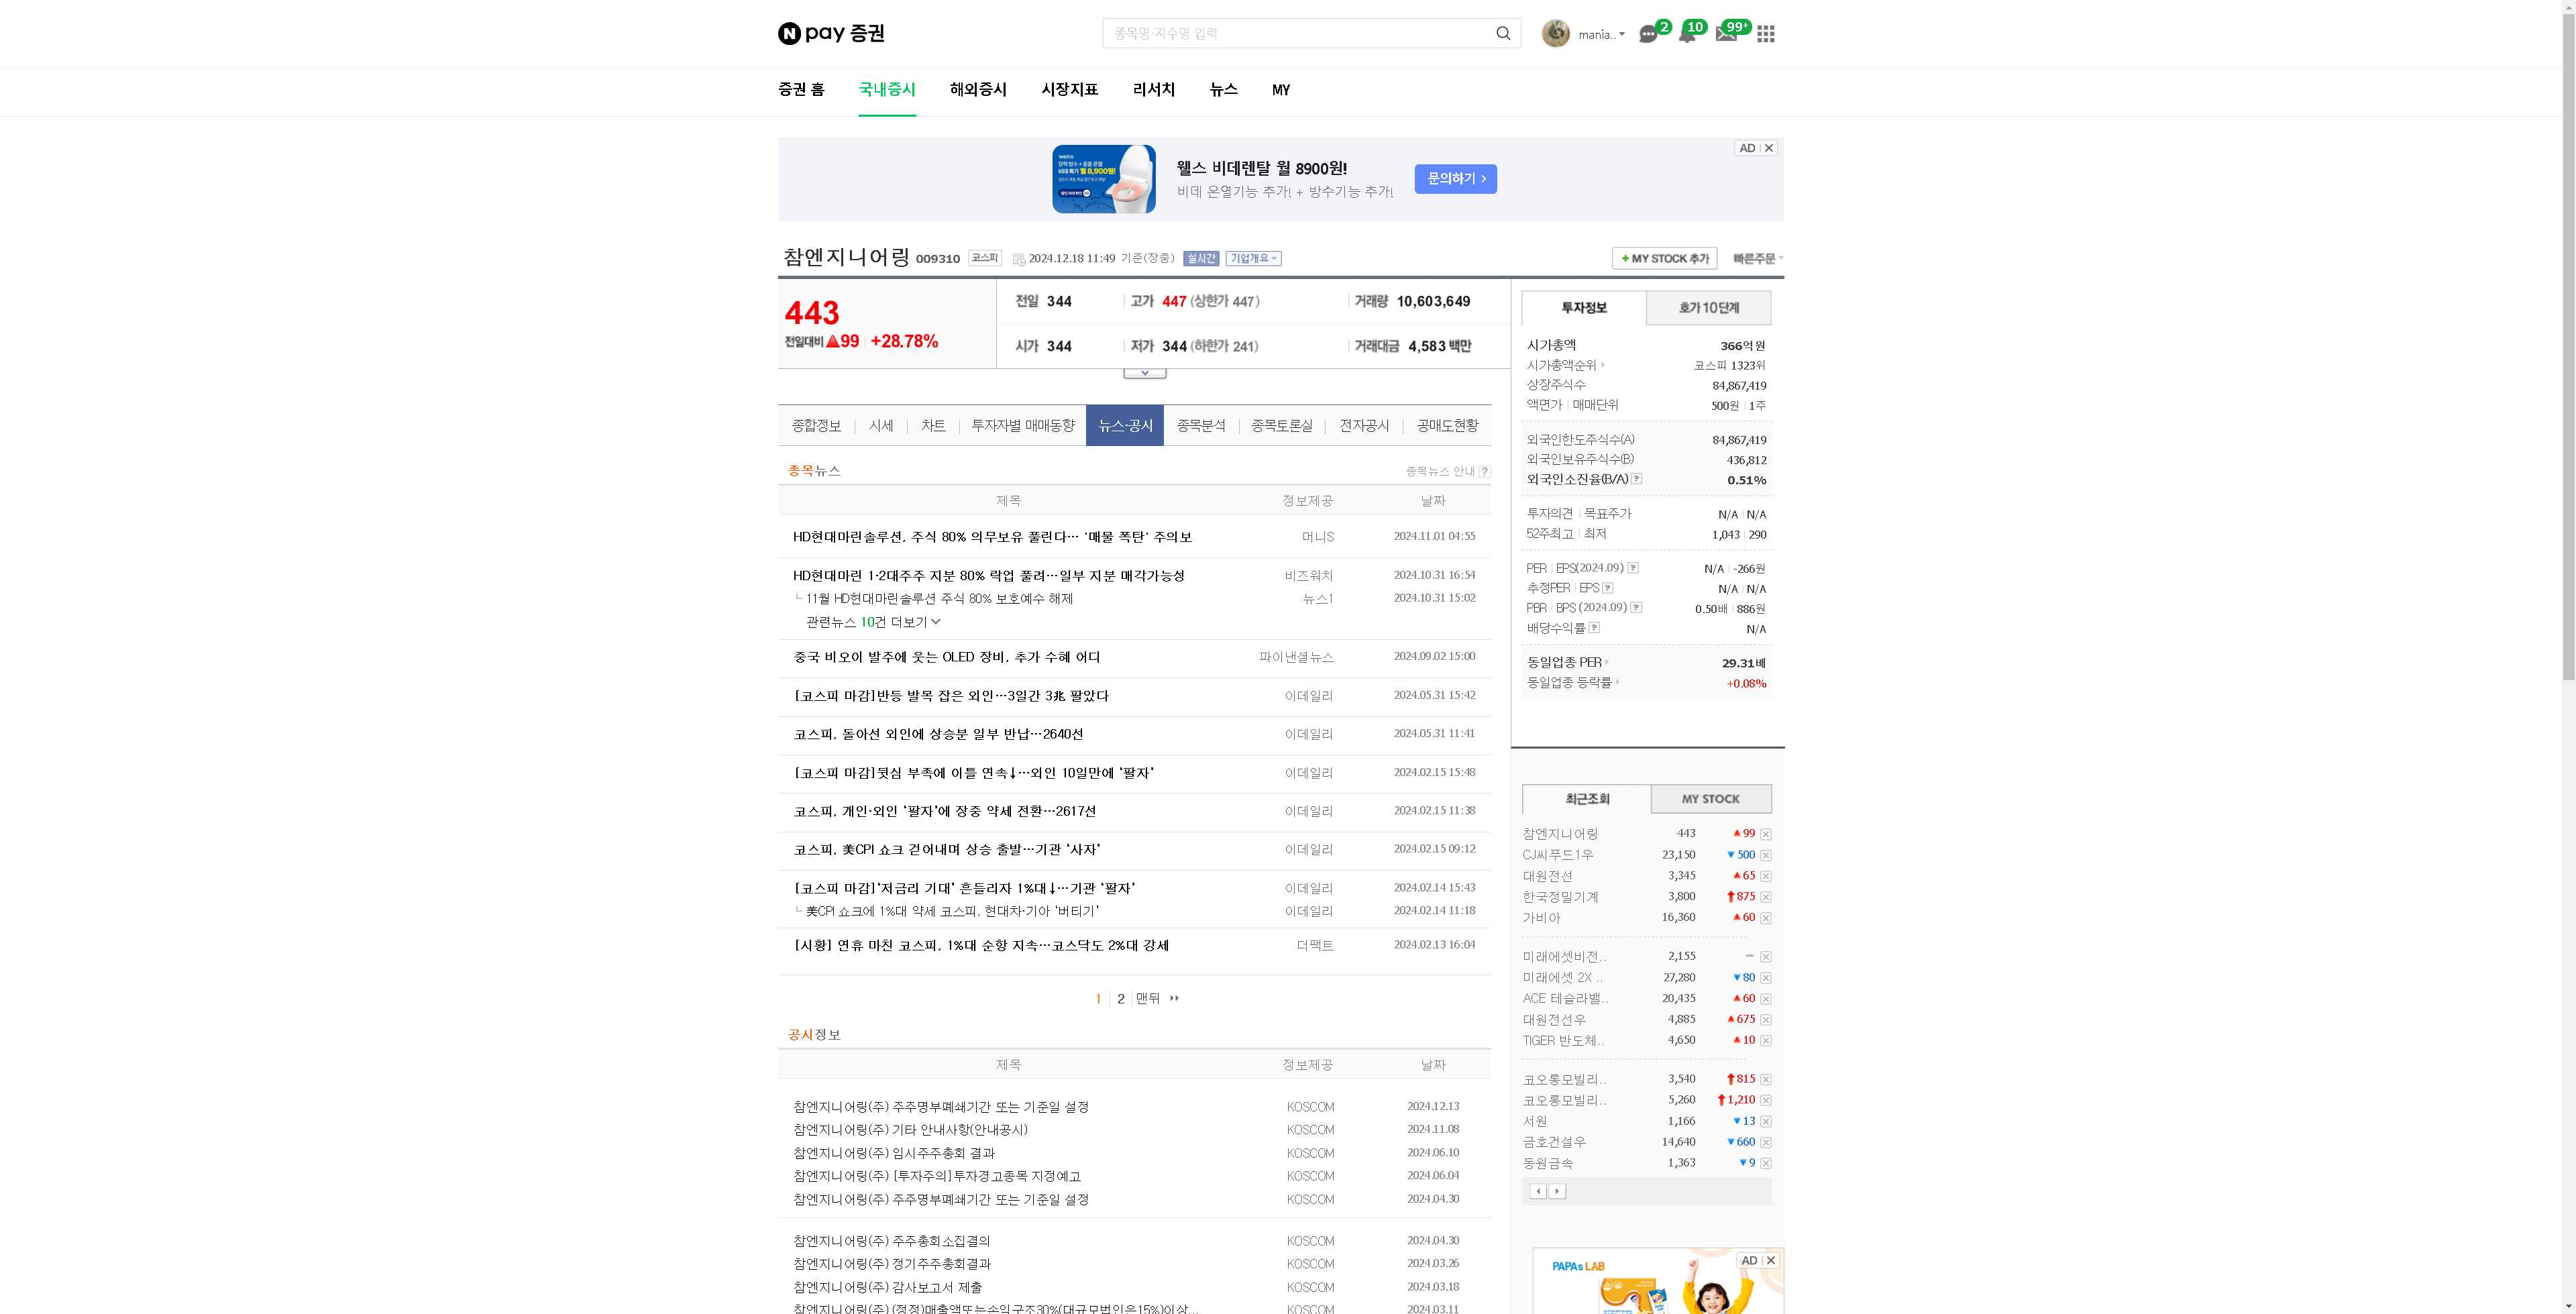 N pay 증권
종목명·지수명 입력
mania..
2
10
99+
증권 홈 국내증시 해외증시 시장지표 리서치 뉴스 MY
AD
wells
월 8,900원!
웰스 비데렌탈 월 8900원!
비데 온열기능 추가! + 방수기능 추가!
문의하기 >
참엔지니어링 009310 코스피 2024.12.18 11:49 기준(장중) 실시간 기업개요
+ MY STOCK 추가 빠른주문
443
전일대비 ▲99 +28.78%
전일 344 고가 447 (상한가 447) 거래량 10,603,649
시가 344 저가 344 (하한가 241) 거래대금 4,583 백만
종합정보 시세 차트 투자자별 매매동향 뉴스·공시 종목분석 종목토론실 전자공시 공매도현황
종목뉴스
종목뉴스 안내 ?
제목 정보제공 날짜
HD현대마린솔루션, 주식 80% 의무보유 풀린다… '매물 폭탄' 주의보 머니S 2024.11.01 04:55
HD현대마린 1·2대주주 지분 80% 락업 풀려…일부 지분 매각가능성 비즈워치 2024.10.31 16:54
└ 11월 HD현대마린솔루션 주식 80% 보호예수 해제 뉴스1 2024.10.31 15:02
관련뉴스 10건 더보기
중국 비오이 발주에 웃는 OLED 장비, 추가 수혜 어디 파이낸셜뉴스 2024.09.02 15:00
[코스피 마감]반등 발목 잡은 외인…3일간 3兆 팔았다 이데일리 2024.05.31 15:42
코스피, 돌아선 외인에 상승분 일부 반납…2640선 이데일리 2024.05.31 11:41
[코스피 마감]뒷심 부족에 이틀 연속↓…외인 10일만에 ‘팔자’ 이데일리 2024.02.15 15:48
코스피, 개인·외인 ‘팔자’에 장중 약세 전환…2617선 이데일리 2024.02.15 11:38
코스피, 美CPI 쇼크 걷어내며 상승 출발…기관 ‘사자’ 이데일리 2024.02.15 09:12
[코스피 마감]‘저금리 기대’ 흔들리자 1%대↓…기관 ‘팔자’ 이데일리 2024.02.14 15:43
└ 美CPI 쇼크에 1%대 약세 코스피, 현대차·기아 ‘버티기’ 이데일리 2024.02.14 11:18
[시황] 연휴 마친 코스피, 1%대 순항 지속…코스닥도 2%대 강세 더팩트 2024.02.13 16:04
1 2 맨뒤
공시정보
제목 정보제공 날짜
참엔지니어링(주) 주주명부폐쇄기간 또는 기준일 설정 KOSCOM 2024.12.13
참엔지니어링(주) 기타 안내사항(안내공시) KOSCOM 2024.11.08
참엔지니어링(주) 임시주주총회 결과 KOSCOM 2024.06.10
참엔지니어링(주) [투자주의]투자경고종목 지정예고 KOSCOM 2024.06.04
참엔지니어링(주) 주주명부폐쇄기간 또는 기준일 설정 KOSCOM 2024.04.30
참엔지니어링(주) 주주총회소집결의 KOSCOM 2024.04.30
참엔지니어링(주) 정기주주총회결과 KOSCOM 2024.03.26
참엔지니어링(주) 감사보고서 제출 KOSCOM 2024.03.18
참엔지니어링(주) (정정)매출액또는손익구조30%(대규모법인은15%)이상... KOSCOM 2024.03.11
투자정보 호가 10단계
시가총액 366억원
시가총액순위 코스피 1323위
상장주식수 84,867,419
액면가 매매단위 500원 1주
외국인한도주식수(A) 84,867,419
외국인보유주식수(B) 436,812
외국인소진율(B/A) ? 0.51%
투자의견 목표주가 N/A N/A
52주최고 최저 1,043 290
PER EPS(2024.09) ? N/A -266원
추정PER EPS ? N/A N/A
PBR BPS (2024.09) ? 0.50배 886원
배당수익률 ? N/A
동일업종 PER 29.31배
동일업종 등락률 +0.08%
최근조회 MY STOCK
참엔지니어링 443 ▲99
CJ씨푸드1우 23,150 ▼500
대원전선 3,345 ▲65
한국정밀기계 3,800 ↑875
가비아 16,360 ▲60
미래에셋비전.. 2,155 -
미래에셋 2X .. 27,280 ▼80
ACE 테슬라밸.. 20,435 ▲60
대원전선우 4,885 ▲675
TIGER 반도체.. 4,650 ▲10
코오롱모빌리.. 3,540 ↑815
코오롱모빌리.. 5,260 ↑1,210
서원 1,166 ▼13
금호건설우 14,640 ▼660
동원금속 1,363 ▼9
AD
PAPAs LAB